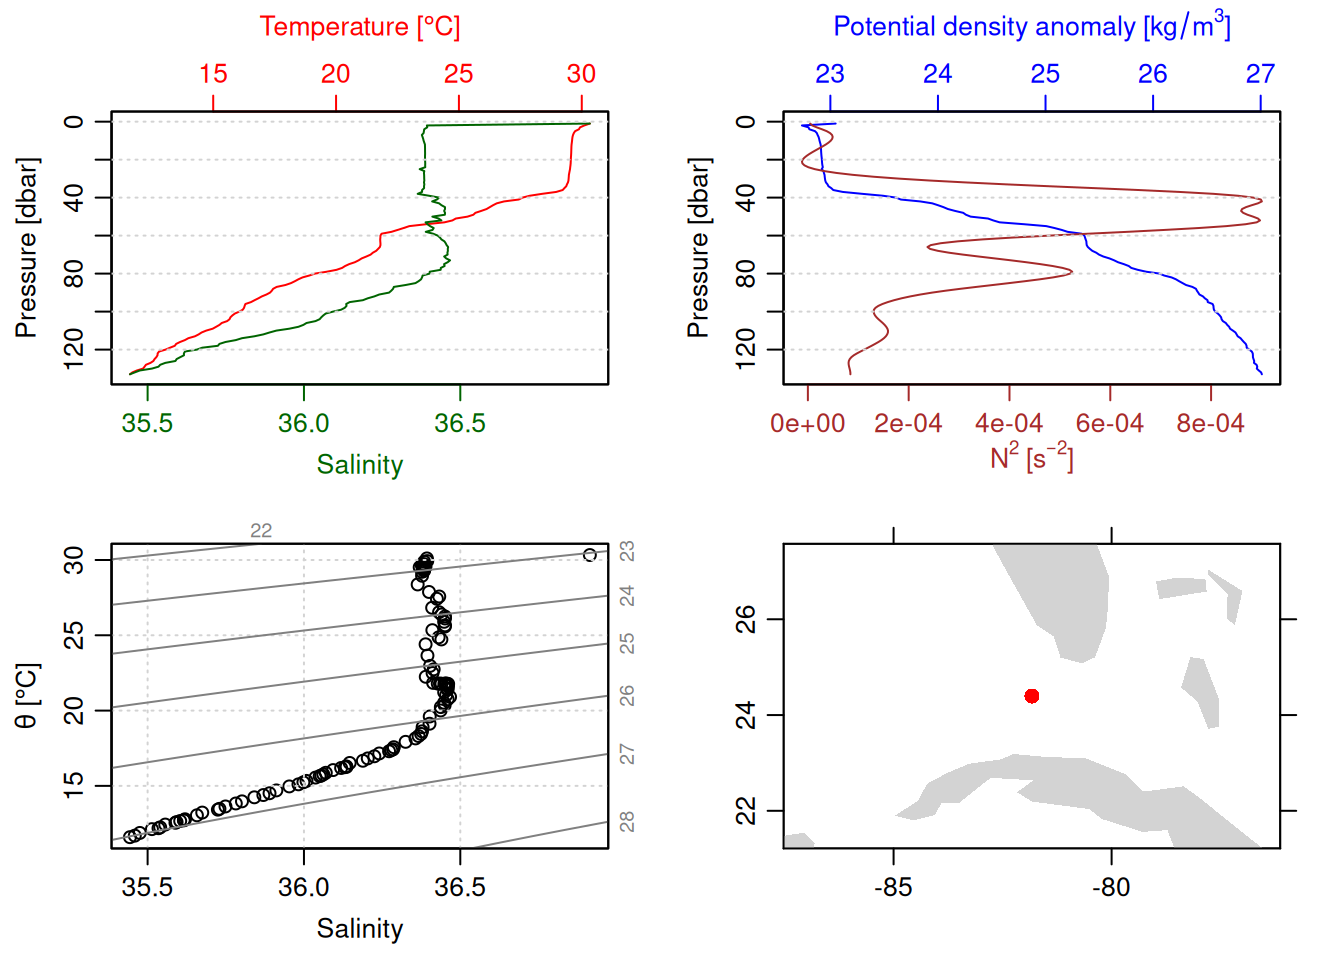 Temperature [°C]
15 20 25 30
Pressure [dbar]
0 40 80 120
35.5 36.0 36.5
Salinity
Potential density anomaly [kg/m³]
23 24 25 26 27
Pressure [dbar]
0 40 80 120
0e+00 2e-04 4e-04 6e-04 8e-04
N² [s⁻²]
22
23 24 25 26 27 28
θ [°C]
30 25 20 15
35.5 36.0 36.5
Salinity
26 24 22
-85 -80